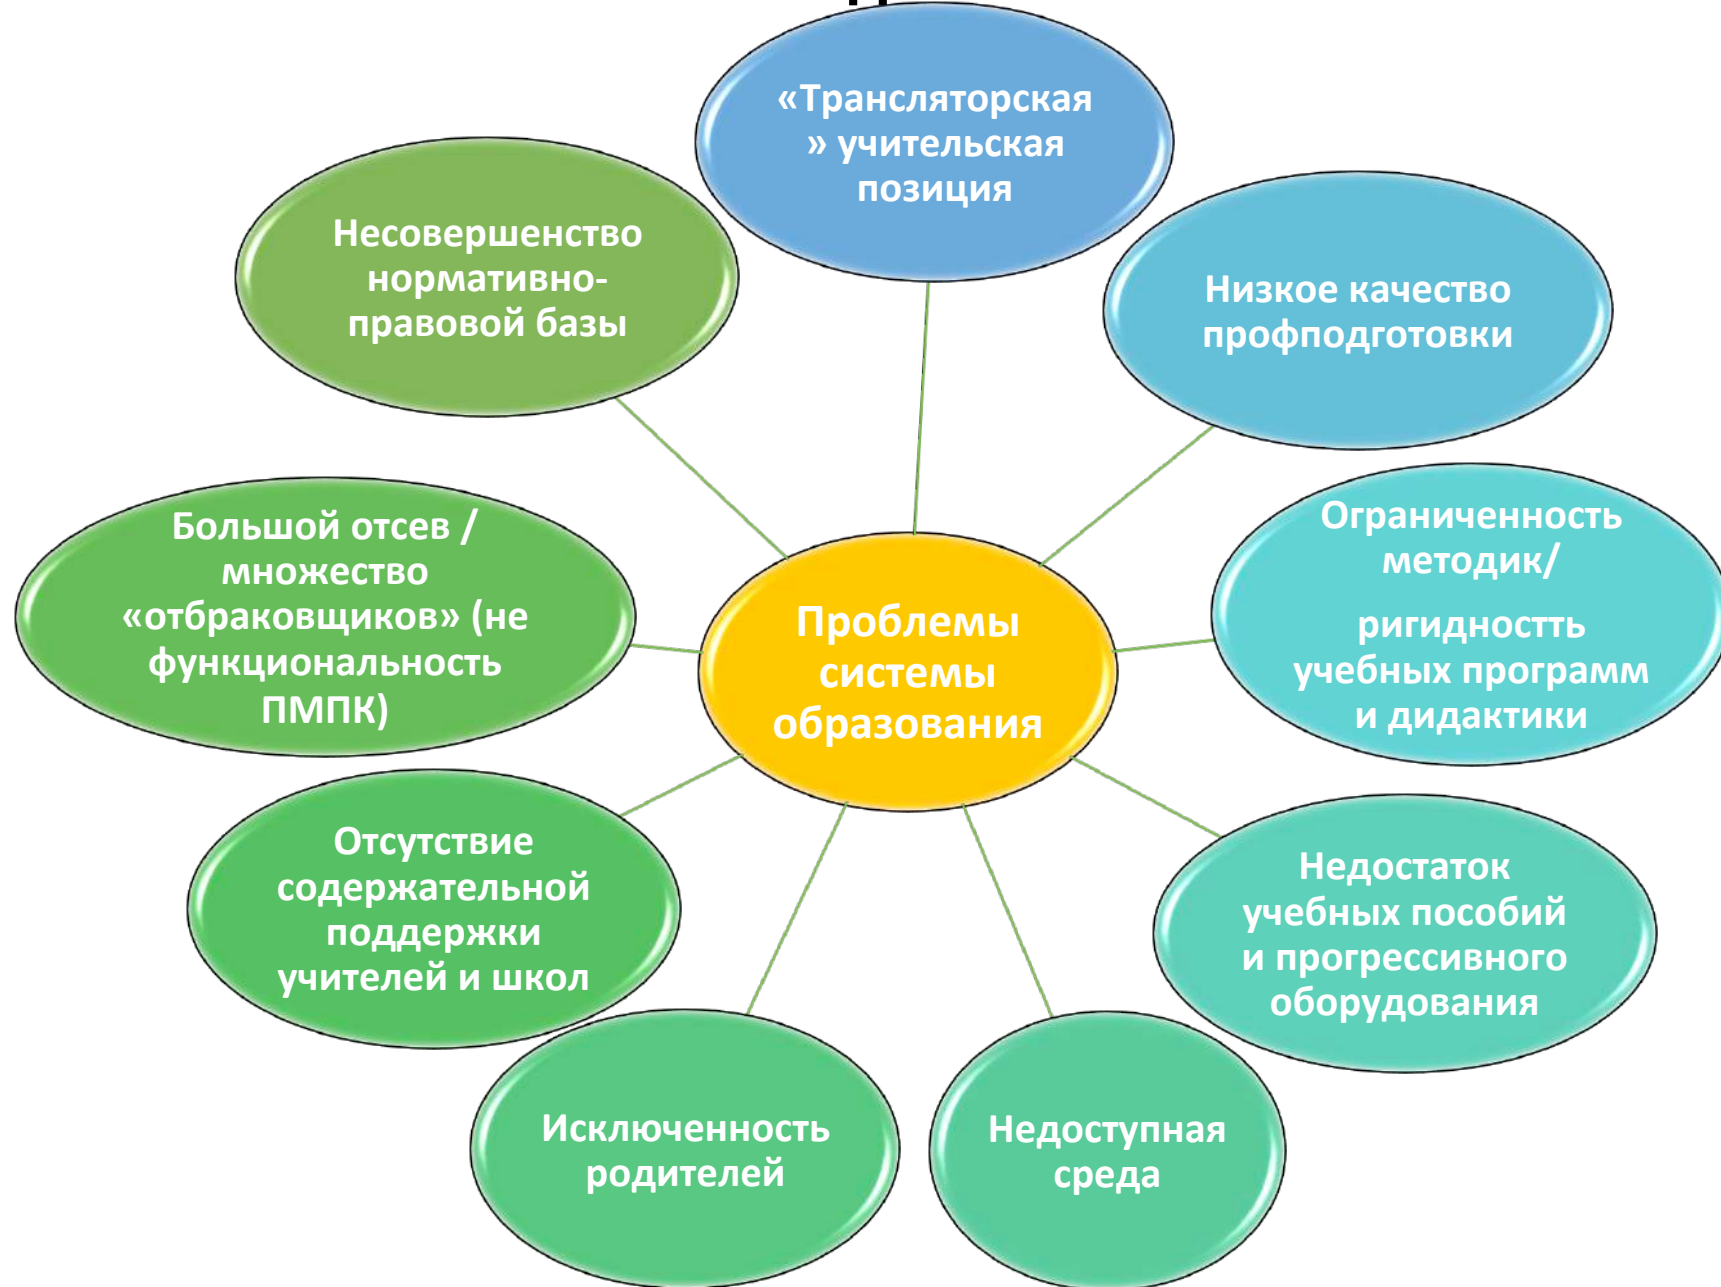 «Трансляторская
» учительская
позиция
Несовершенство
нормативно-
правовой базы
Низкое качество
профподготовки
Большой отсев /
множество
«отбраковщиков» (не
функциональность
ПМПК)
Проблемы
системы
образования
Ограниченность
методик/
ригидностть
учебных программ
и дидактики
Отсутствие
содержательной
поддержки
учителей и школ
Недостаток
учебных пособий
и прогрессивного
оборудования
Исключенность
родителей
Недоступная
среда